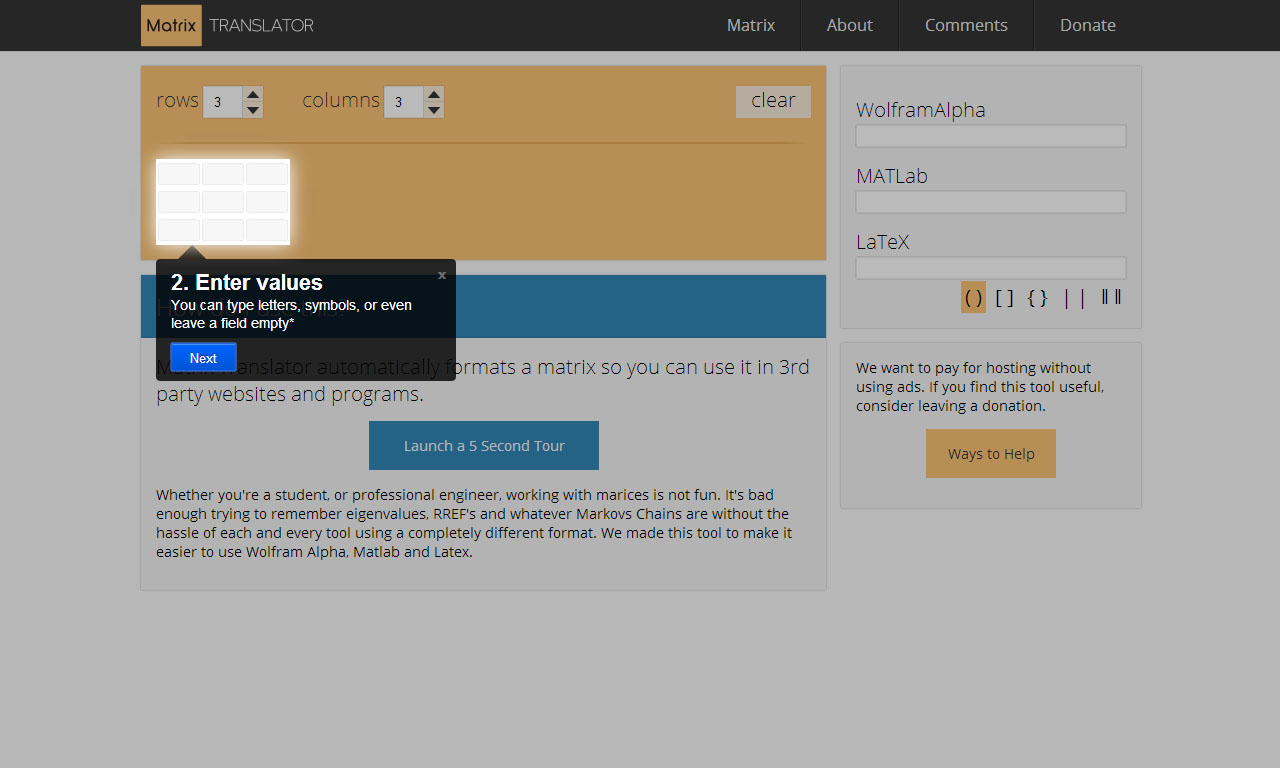 Matrix TRANSLATOR
Matrix
About
Comments
Donate
rows 3
columns 3
clear
2. Enter values
x
You can type letters, symbols, or even
leave a field empty*
Next
Translator automatically formats a matrix so you can use it in 3rd
party websites and programs.
Launch a 5 Second Tour
Whether you're a student, or professional engineer, working with marices is not fun. It's bad
enough trying to remember eigenvalues, RREF's and whatever Markovs Chains are without the
hassle of each and every tool using a completely different format. We made this tool to make it
easier to use Wolfram Alpha, Matlab and Latex.
WolframAlpha
MATLab
LaTeX
( ) [ ] { } | | ‖ ‖
We want to pay for hosting without
using ads. If you find this tool useful,
consider leaving a donation.
Ways to Help